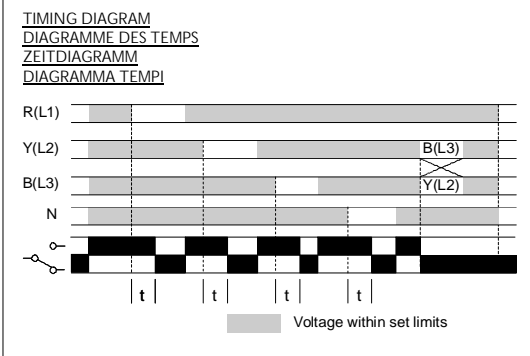 TIMING DIAGRAM
DIAGRAMME DES TEMPS
ZEITDIAGRAMM
DIAGRAMMA TEMPI
R(L1)
Y(L2) B(L3)
B(L3) Y(L2)
N
t t t t
Voltage within set limits